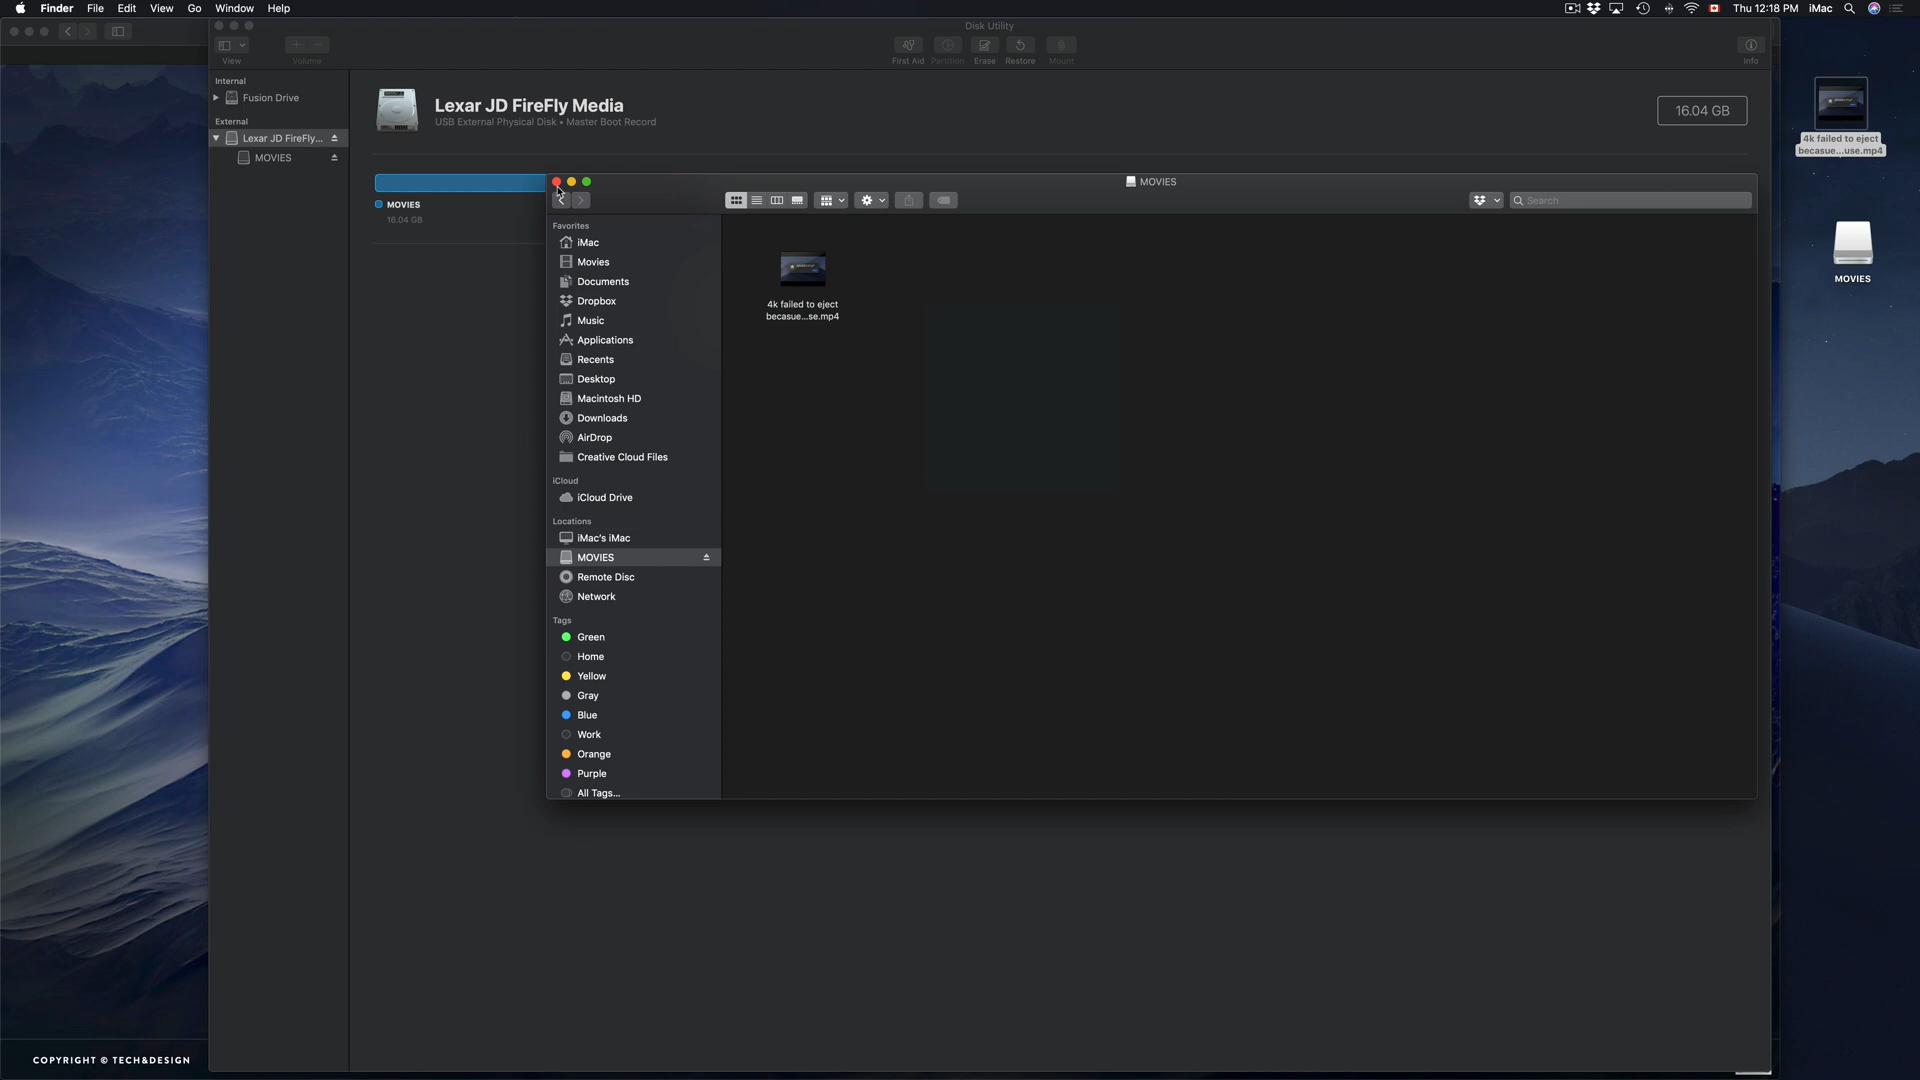 Finder File Edit View Go Window Help
Thu 12:18 PM iMac
Disk Utility
View
Volume
First Aid Partition Erase Restore Mount
Info
Internal
Fusion Drive
External
Lexar JD FireFly...
MOVIES
Lexar JD FireFly Media
USB External Physical Disk • Master Boot Record
16.04 GB
MOVIES
16.04 GB
MOVIES
Search
Favorites
iMac
Movies
Documents
Dropbox
Music
Applications
Recents
Desktop
Macintosh HD
Downloads
AirDrop
Creative Cloud Files
iCloud
iCloud Drive
Locations
iMac's iMac
MOVIES
Remote Disc
Network
Tags
Green
Home
Yellow
Gray
Blue
Work
Orange
Purple
All Tags...
4k failed to eject
becasue...se.mp4
4k failed to eject
becasue...use.mp4
MOVIES
COPYRIGHT © TECH&DESIGN